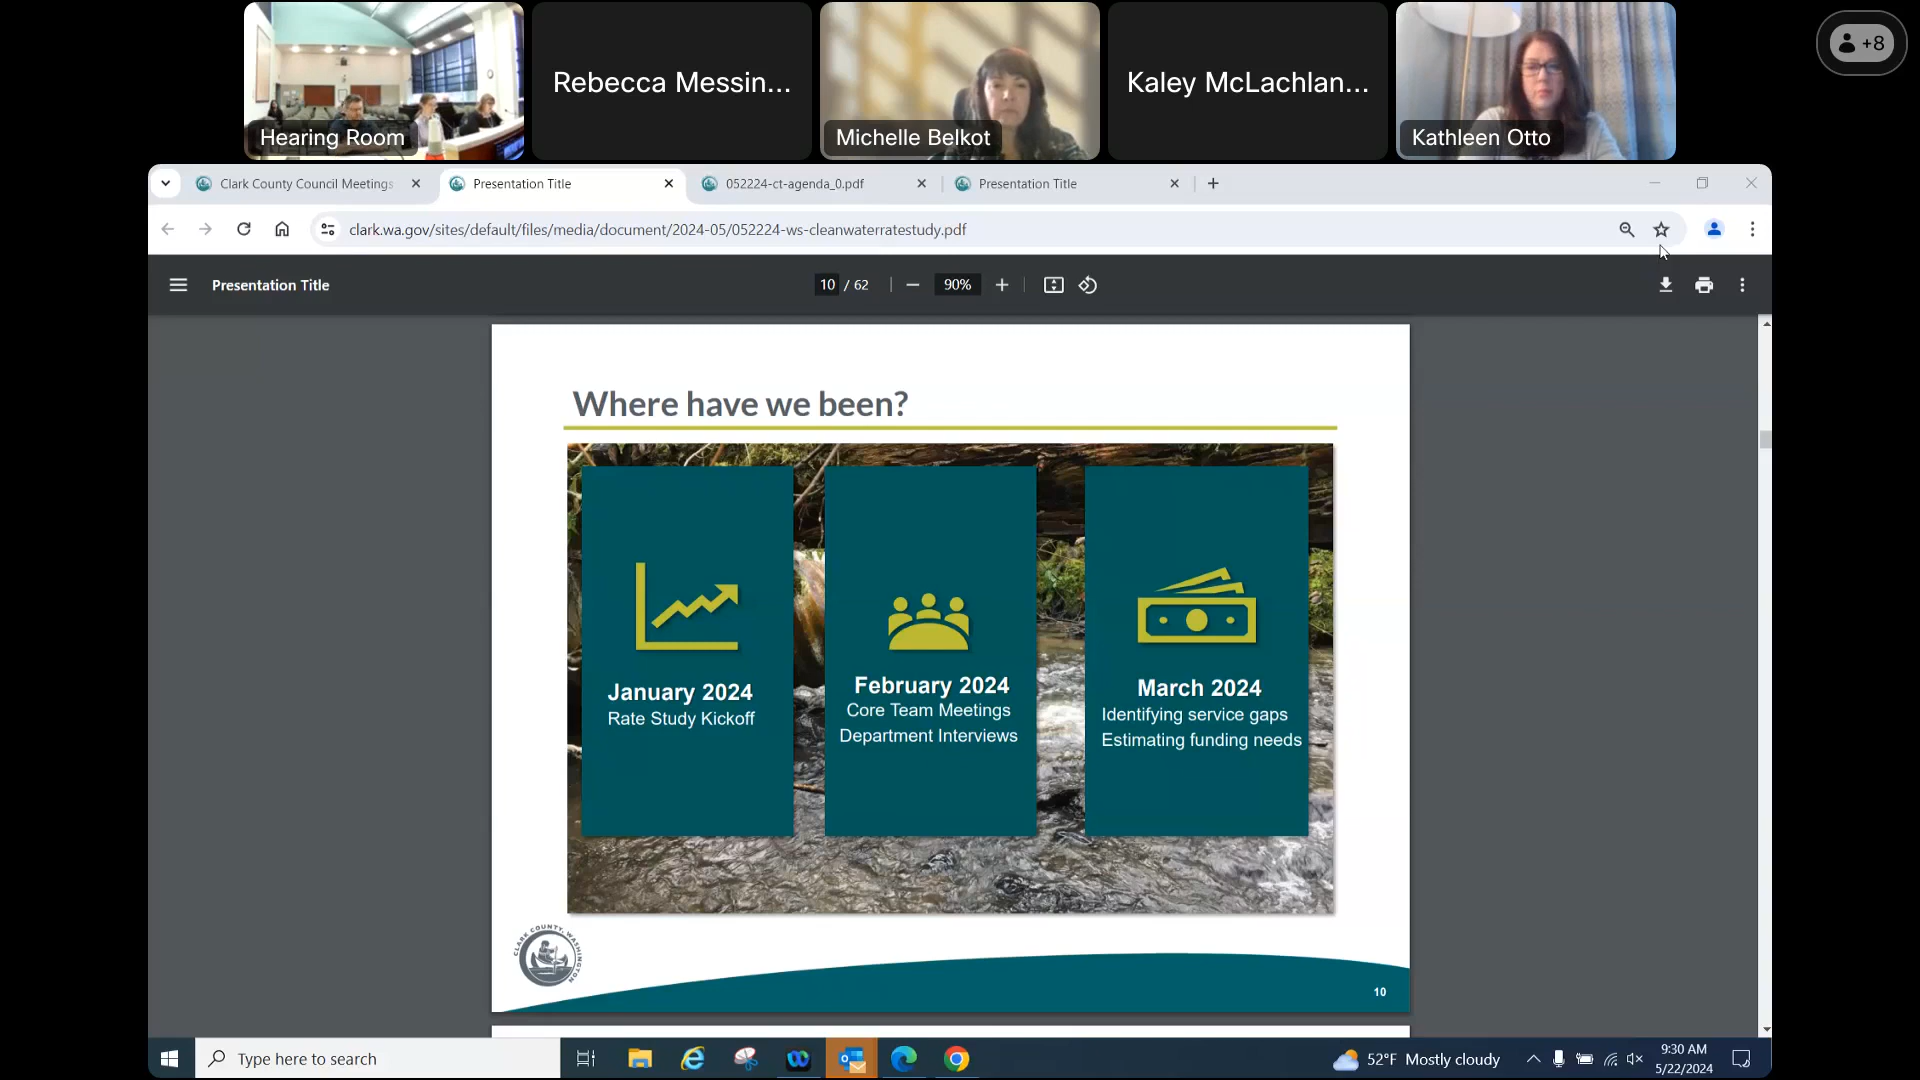 Hearing Room
Rebecca Messin...
Michelle Belkot
Kaley McLachlan...
Kathleen Otto
+8
Clark County Council Meetings
Presentation Title
052224-ct-agenda_0.pdf
Presentation Title
clark.wa.gov/sites/default/files/media/document/2024-05/052224-ws-cleanwaterratestudy.pdf
Presentation Title
10 / 62
90%
Where have we been?
January 2024
Rate Study Kickoff
February 2024
Core Team Meetings
Department Interviews
March 2024
Identifying service gaps
Estimating funding needs
CLARK COUNTY, WASHINGTON
10
Type here to search
52°F Mostly cloudy
9:30 AM
5/22/2024